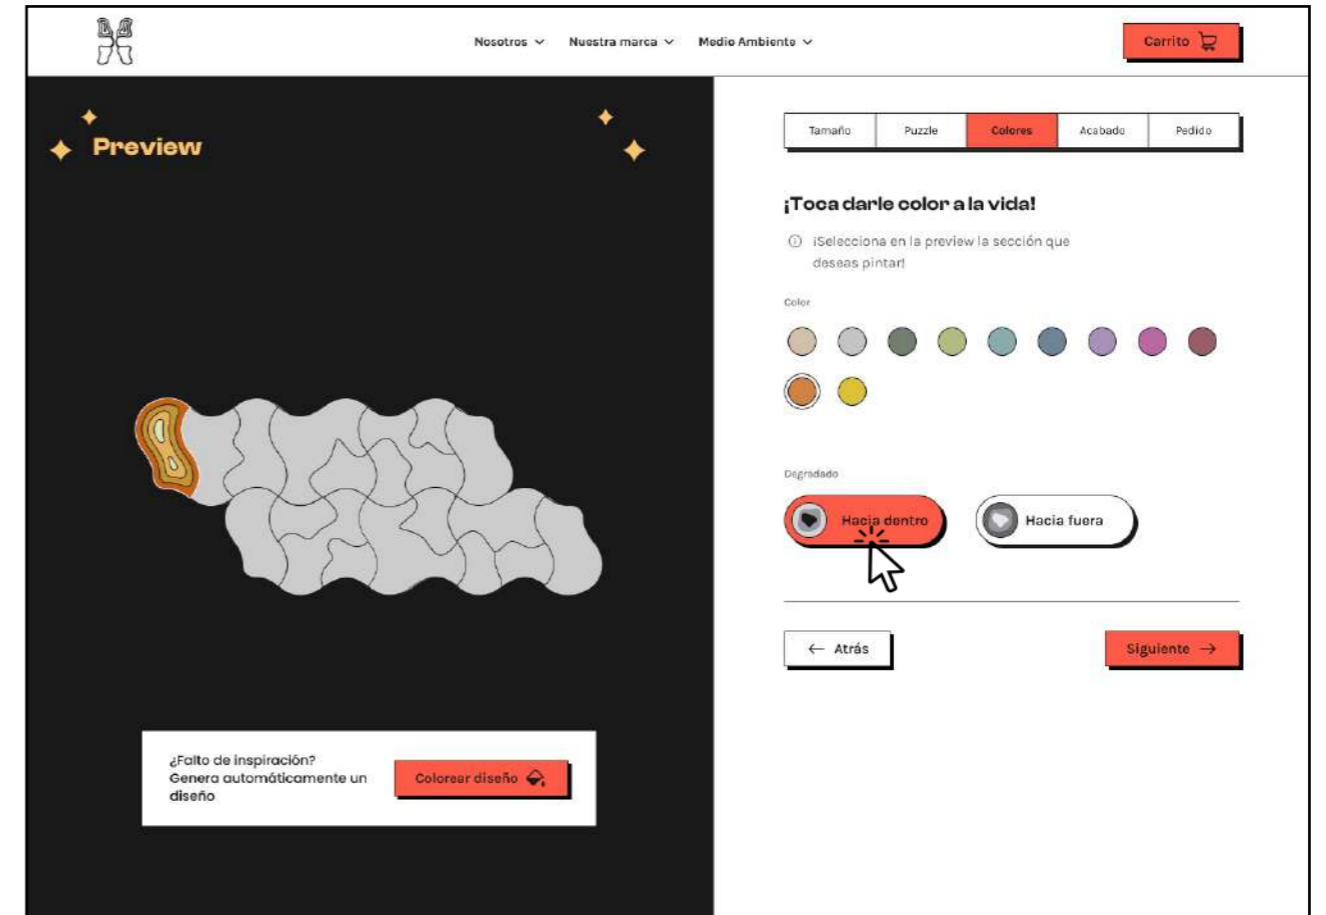 Nosotros
Nuestra marca
Medio Ambiente
Carrito
Preview
Tamaño
Puzzle
Colores
Acabado
Pedido
¡Toca darle color a la vida!
¡Selecciona en la preview la sección que
deseas pintar!
Color
Degradado
Hacia dentro
Hacia fuera
← Atrás
Siguiente →
¿Falto de inspiración?
Genera automáticamente un
diseño
Colorear diseño